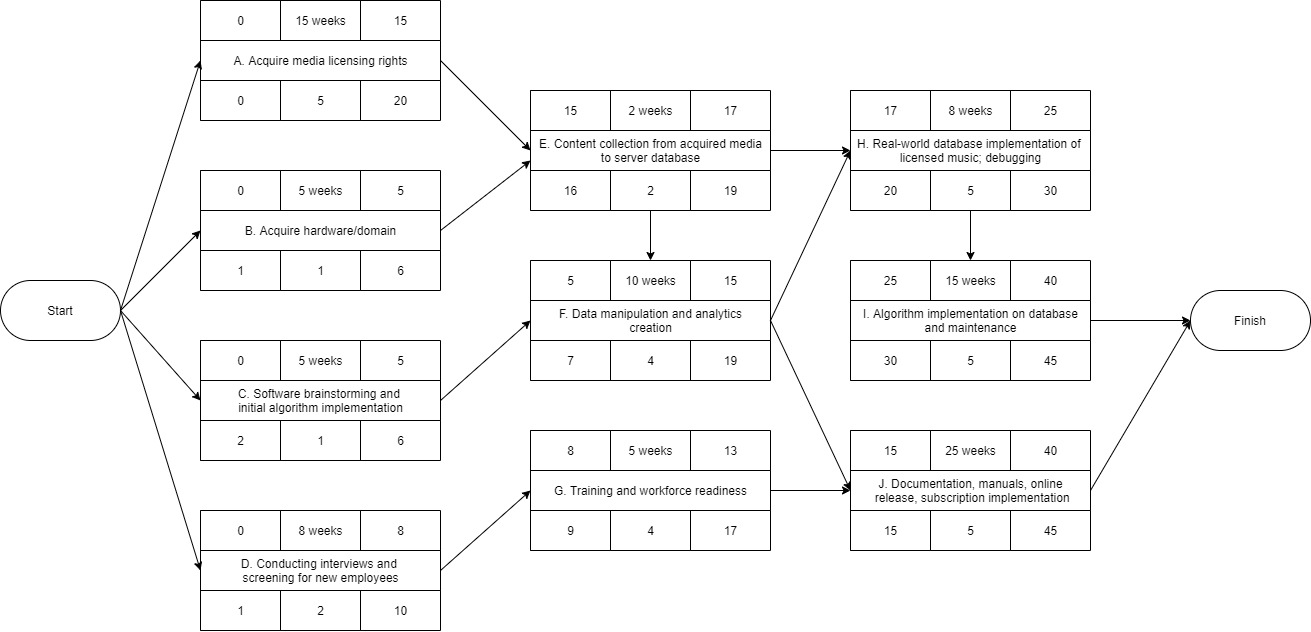 Start
0 15 weeks 15
A. Acquire media licensing rights
0 5 20
0 5 weeks 5
B. Acquire hardware/domain
1 1 6
0 5 weeks 5
C. Software brainstorming and
initial algorithm implementation
2 1 6
0 8 weeks 8
D. Conducting interviews and
screening for new employees
1 2 10
15 2 weeks 17
E. Content collection from acquired media
to server database
16 2 19
5 10 weeks 15
F. Data manipulation and analytics
creation
7 4 19
8 5 weeks 13
G. Training and workforce readiness
9 4 17
17 8 weeks 25
H. Real-world database implementation of
licensed music; debugging
20 5 30
25 15 weeks 40
I. Algorithm implementation on database
and maintenance
30 5 45
15 25 weeks 40
J. Documentation, manuals, online
release, subscription implementation
15 5 45
Finish